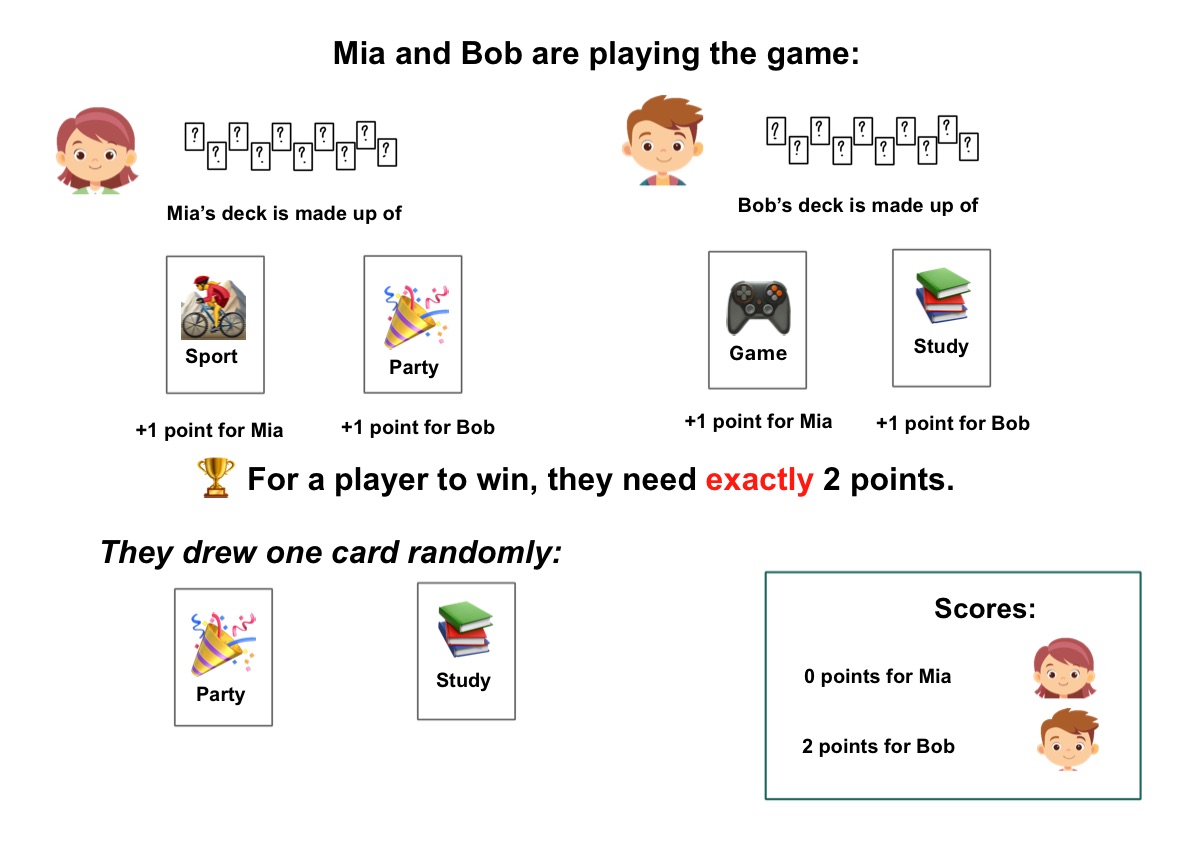 Mia and Bob are playing the game:
? ? ? ? ? ? ? ? ? ?
? ? ? ? ? ? ? ? ? ?
Mia’s deck is made up of
Bob’s deck is made up of
Sport
Party
Game
Study
+1 point for Mia
+1 point for Bob
+1 point for Mia
+1 point for Bob
For a player to win, they need exactly 2 points.
They drew one card randomly:
Party
Study
Scores:
0 points for Mia
2 points for Bob